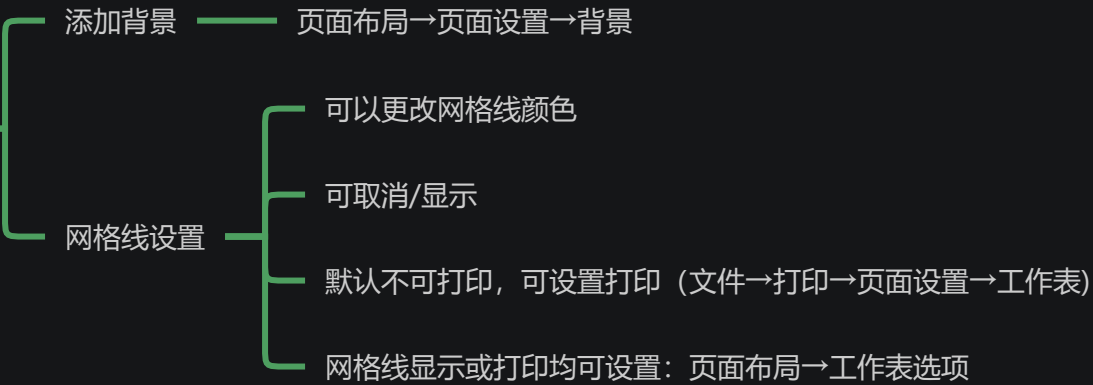 添加背景
页面布局→页面设置→背景
可以更改网格线颜色
可取消/显示
网格线设置
默认不可打印，可设置打印（文件→打印→页面设置→工作表）
网格线显示或打印均可设置：页面布局→工作表选项